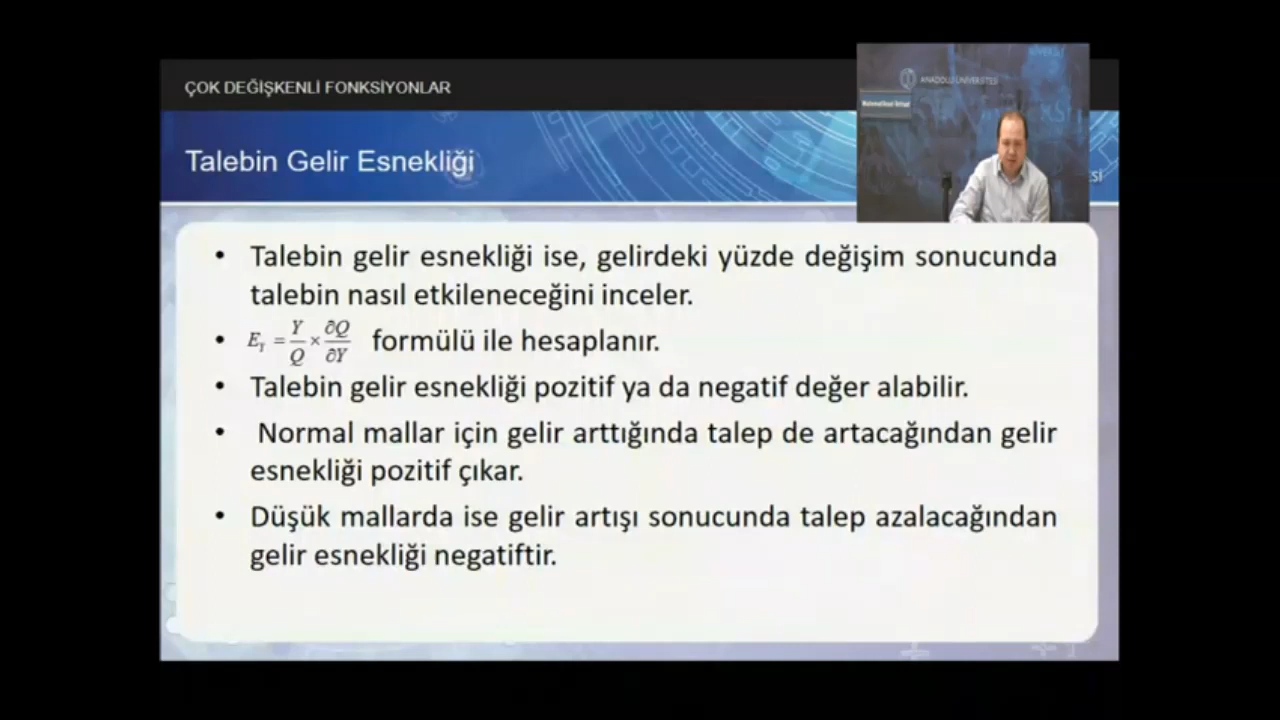 ÇOK DEĞİŞKENLİ FONKSİYONLAR
ANADOLU ÜNİVERSİTESİ
Matematiksel İktisat
Talebin Gelir Esnekliği
• Talebin gelir esnekliği ise, gelirdeki yüzde değişim sonucunda
talebin nasıl etkileneceğini inceler.
• E_Y = Y/Q × ∂Q/∂Y formülü ile hesaplanır.
• Talebin gelir esnekliği pozitif ya da negatif değer alabilir.
• Normal mallar için gelir arttığında talep de artacağından gelir
esnekliği pozitif çıkar.
• Düşük mallarda ise gelir artışı sonucunda talep azalacağından
gelir esnekliği negatiftir.